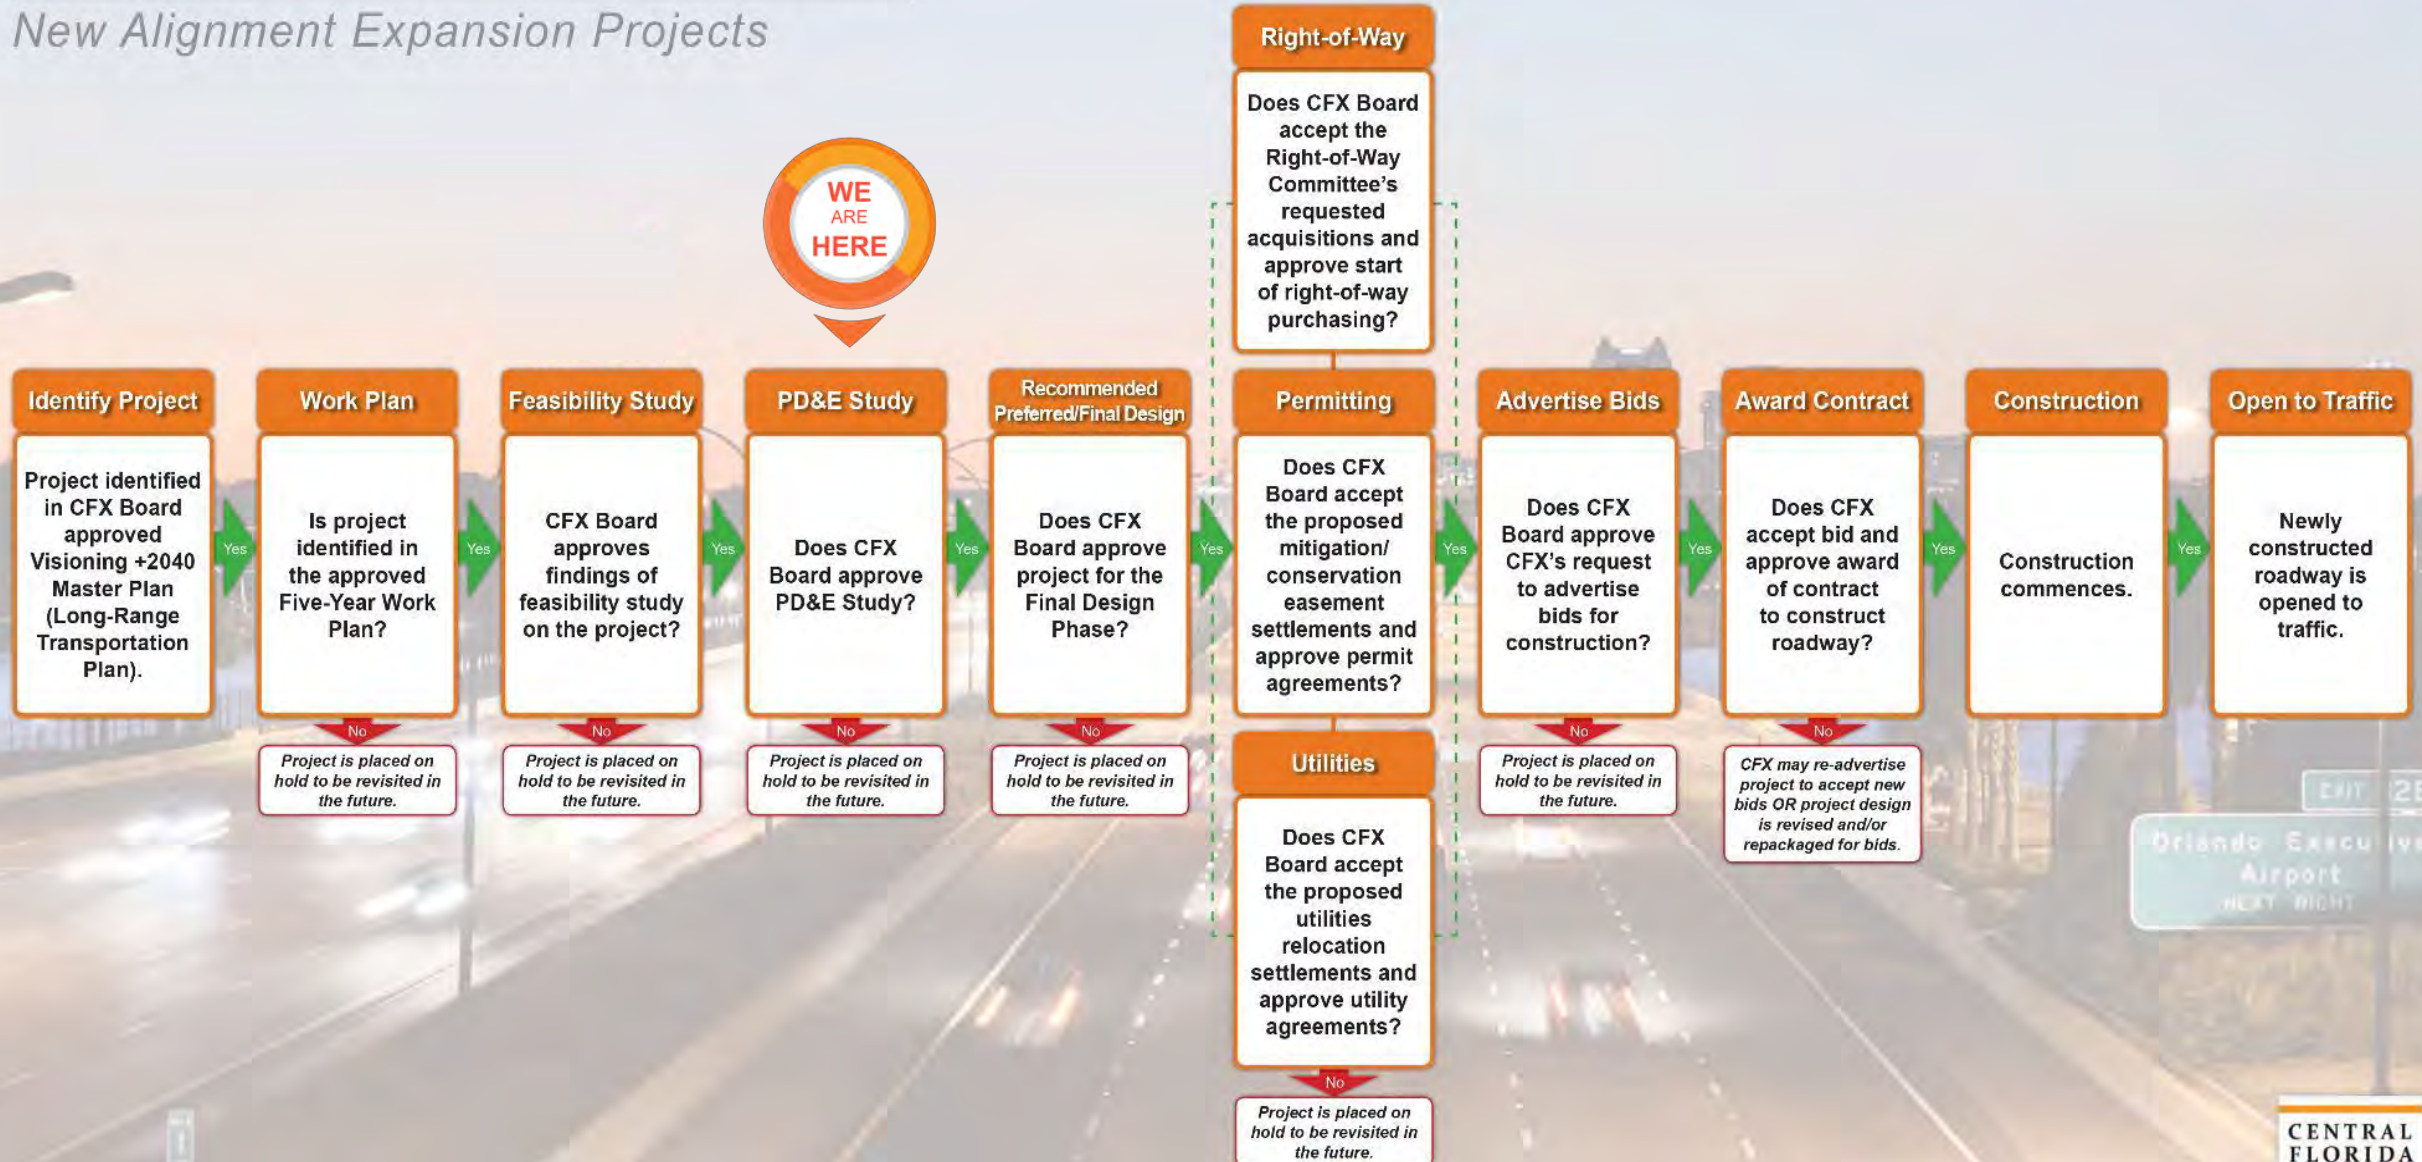 New Alignment Expansion Projects
WE
ARE
HERE
Right-of-Way
Does CFX Board
accept the
Right-of-Way
Committee's
requested
acquisitions and
approve start
of right-of-way
purchasing?
Identify Project
Project identified
in CFX Board
approved
Visioning +2040
Master Plan
(Long-Range
Transportation
Plan).
Yes
Work Plan
Is project
identified in
the approved
Five-Year Work
Plan?
No
Project is placed on
hold to be revisited in
the future.
Yes
Feasibility Study
CFX Board
approves
findings of
feasibility study
on the project?
No
Project is placed on
hold to be revisited in
the future.
Yes
PD&E Study
Does CFX
Board approve
PD&E Study?
No
Project is placed on
hold to be revisited in
the future.
Yes
Recommended
Preferred/Final Design
Does CFX
Board approve
project for the
Final Design
Phase?
No
Project is placed on
hold to be revisited in
the future.
Yes
Permitting
Does CFX
Board accept
the proposed
mitigation/
conservation
easement
settlements and
approve permit
agreements?
Utilities
Does CFX
Board accept
the proposed
utilities
relocation
settlements and
approve utility
agreements?
No
Project is placed on
hold to be revisited in
the future.
Yes
Advertise Bids
Does CFX
Board approve
CFX's request
to advertise
bids for
construction?
No
Project is placed on
hold to be revisited in
the future.
Yes
Award Contract
Does CFX
accept bid and
approve award
of contract
to construct
roadway?
No
CFX may re-advertise
project to accept new
bids OR project design
is revised and/or
repackaged for bids.
Yes
Construction
Construction
commences.
Yes
Open to Traffic
Newly
constructed
roadway is
opened to
traffic.
EXIT
Orlando Executive
Airport
NEXT RIGHT
CENTRAL
FLORIDA